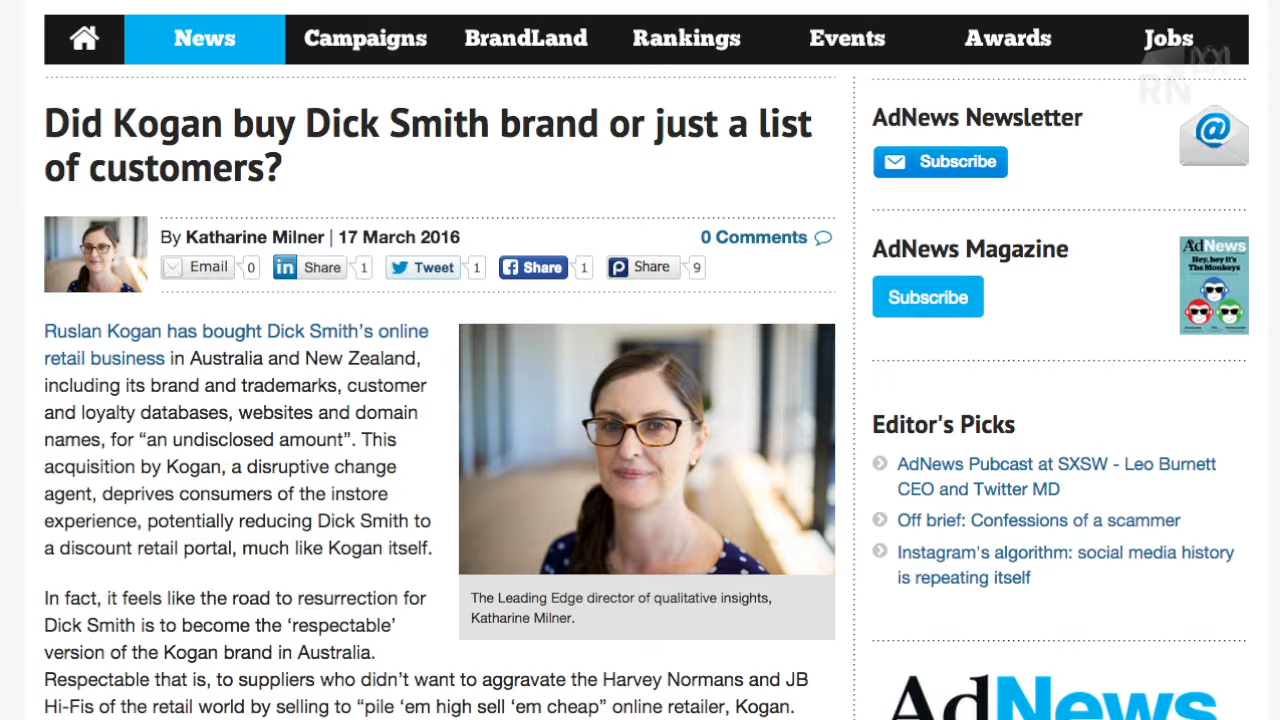 News Campaigns BrandLand Rankings Events Awards Jobs
RN
Did Kogan buy Dick Smith brand or just a list
of customers?
By Katharine Milner | 17 March 2016
0 Comments
Email 0 in Share 1 Tweet 1 f Share 1 P Share 9
Ruslan Kogan has bought Dick Smith's online
retail business in Australia and New Zealand,
including its brand and trademarks, customer
and loyalty databases, websites and domain
names, for “an undisclosed amount”. This
acquisition by Kogan, a disruptive change
agent, deprives consumers of the instore
experience, potentially reducing Dick Smith to
a discount retail portal, much like Kogan itself.
The Leading Edge director of qualitative insights,
Katharine Milner.
In fact, it feels like the road to resurrection for
Dick Smith is to become the ‘respectable’
version of the Kogan brand in Australia.
Respectable that is, to suppliers who didn’t want to aggravate the Harvey Normans and JB
Hi-Fis of the retail world by selling to “pile ‘em high sell ‘em cheap” online retailer, Kogan.
AdNews Newsletter
Subscribe
@
AdNews Magazine
Subscribe
AdNews
Hey, hey it's
The Monkeys
Editor's Picks
AdNews Pubcast at SXSW - Leo Burnett
CEO and Twitter MD
Off brief: Confessions of a scammer
Instagram's algorithm: social media history
is repeating itself
AdNews